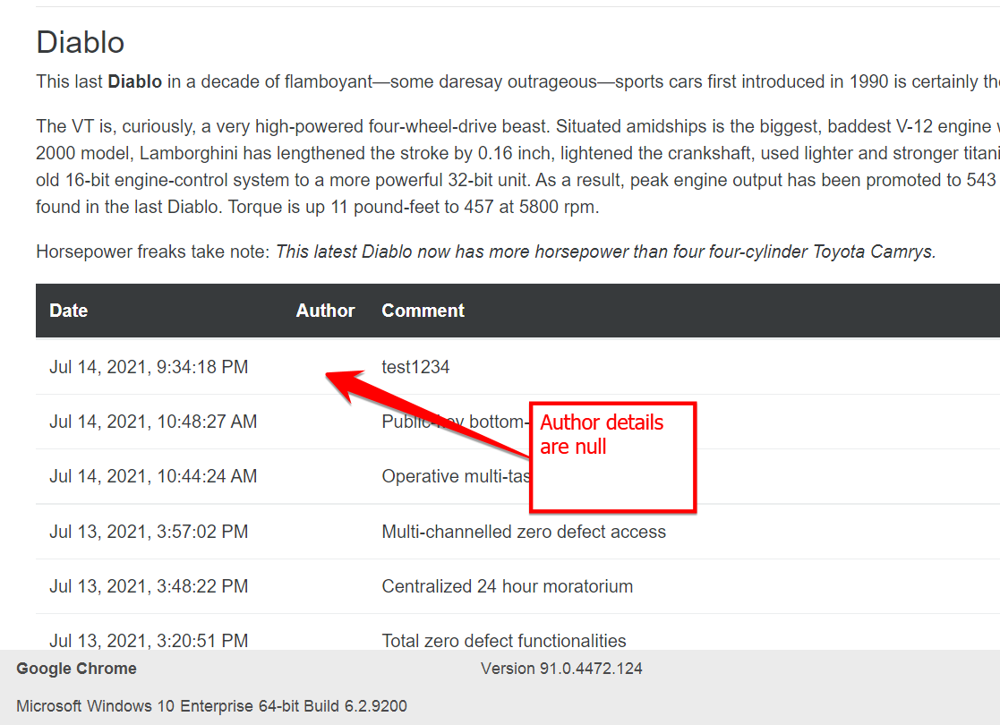 Diablo
This last Diablo in a decade of flamboyant—some daresay outrageous—sports cars first introduced in 1990 is certainly
The VT is, curiously, a very high-powered four-wheel-drive beast. Situated amidships is the biggest, baddest V-12 engine
2000 model, Lamborghini has lengthened the stroke by 0.16 inch, lightened the crankshaft, used lighter and stronger
old 16-bit engine-control system to a more powerful 32-bit unit. As a result, peak engine output has been promoted to 543
found in the last Diablo. Torque is up 11 pound-feet to 457 at 5800 rpm.
Horsepower freaks take note: This latest Diablo now has more horsepower than four four-cylinder Toyota Camrys.
Date Author Comment
Jul 14, 2021, 9:34:18 PM test1234
Jul 14, 2021, 10:48:27 AM Public-key bottom-
Author details
are null
Jul 14, 2021, 10:44:24 AM Operative multi-tas
Jul 13, 2021, 3:57:02 PM Multi-channelled zero defect access
Jul 13, 2021, 3:48:22 PM Centralized 24 hour moratorium
Jul 13, 2021, 3:20:51 PM Total zero defect functionalities
Google Chrome Version 91.0.4472.124
Microsoft Windows 10 Enterprise 64-bit Build 6.2.9200